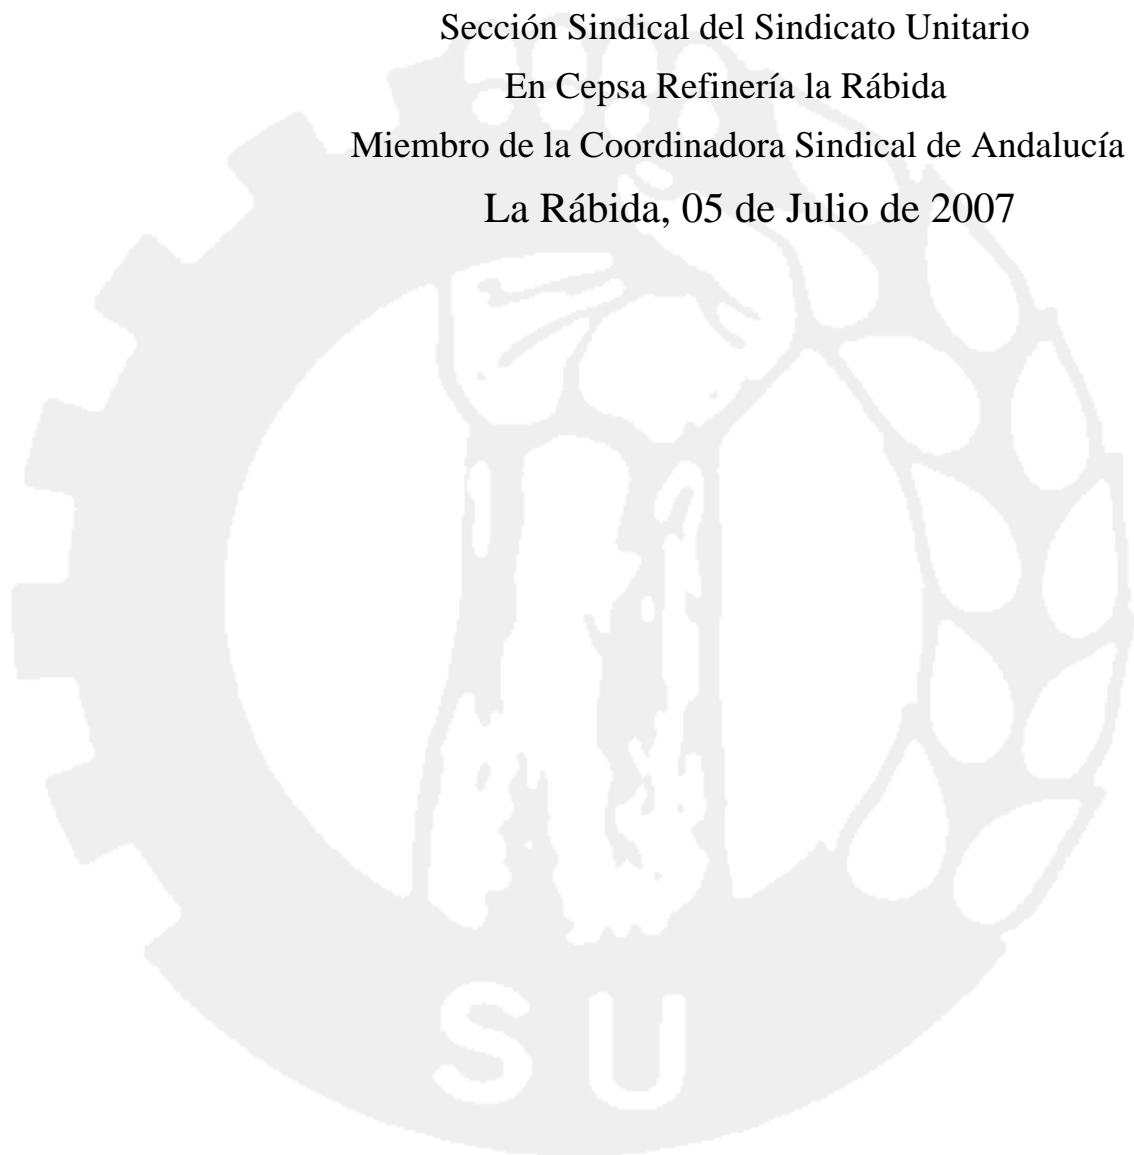 Sección Sindical del Sindicato Unitario
En Cepsa Refinería la Rábida
Miembro de la Coordinadora Sindical de Andalucía
La Rábida, 05 de Julio de 2007
S U